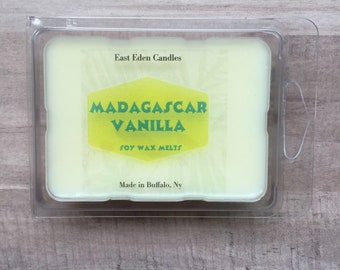 East Eden Candles
MADAGASCAR
VANILLA
SOY WAX MELTS
Made in Buffalo, Ny